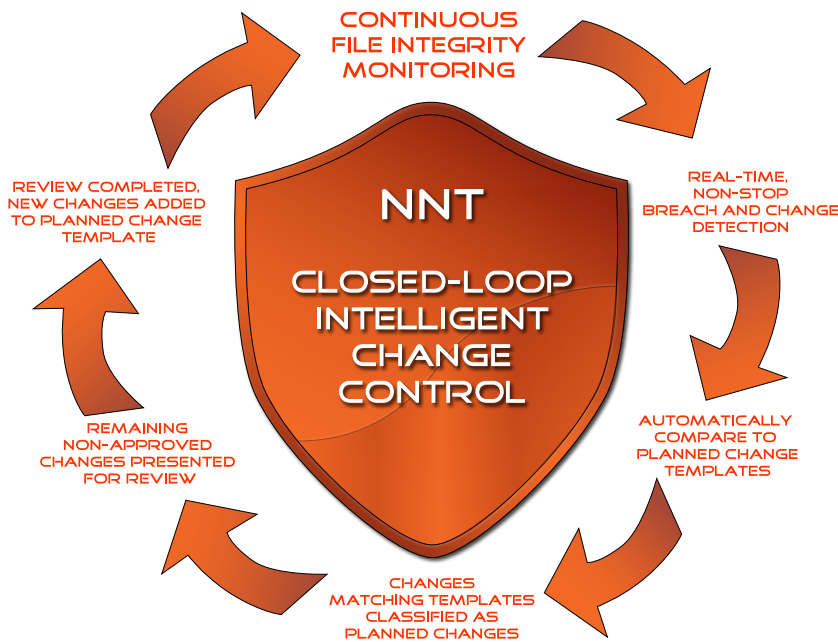 CONTINUOUS
FILE INTEGRITY
MONITORING
REAL-TIME,
NON-STOP
BREACH AND CHANGE
DETECTION
AUTOMATICALLY
COMPARE TO
PLANNED CHANGE
TEMPLATES
CHANGES
MATCHING TEMPLATES
CLASSIFIED AS
PLANNED CHANGES
REMAINING
NON-APPROVED
CHANGES PRESENTED
FOR REVIEW
REVIEW COMPLETED,
NEW CHANGES ADDED
TO PLANNED CHANGE
TEMPLATE
NNT
CLOSED-LOOP
INTELLIGENT
CHANGE
CONTROL